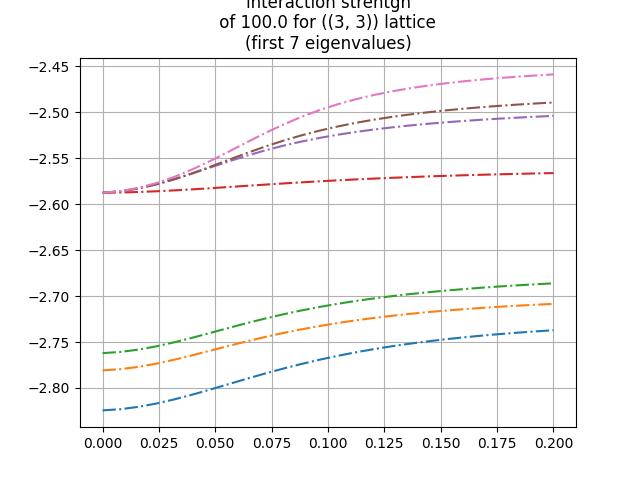 interaction strentgh
of 100.0 for ((3, 3)) lattice
(first 7 eigenvalues)
−2.45
−2.50
−2.55
−2.60
−2.65
−2.70
−2.75
−2.80
0.000 0.025 0.050 0.075 0.100 0.125 0.150 0.175 0.200